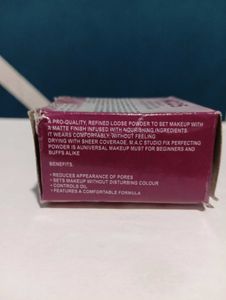 A PRO-QUALITY, REFINED LOOSE POWDER TO SET MAKEUP WITH
A MATTE FINISH INFUSED WITH NOURISHING INGREDIENTS.
IT WEARS COMFORTABLY, WITHOUT FEELING
DRYING WITH SHEER COVERAGE, M.A.C STUDIO FIX PERFECTING
POWDER IS AUNIVERSAL MAKEUP MUST FOR BEGINNERS AND
BUFFS ALIKE
BENEFITS:
• REDUCES APPEARANCE OF PORES
• SETS MAKEUP WITHOUT DISTURBING COLOUR
• CONTROLS OIL
• FEATURES A COMFORTABLE FORMULA